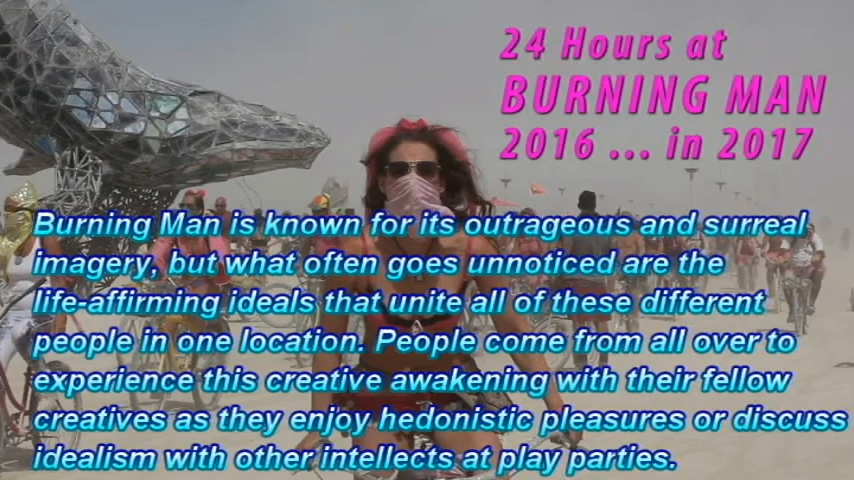 24 Hours at
BURNING MAN
2016 ... in 2017
Burning Man is known for its outrageous and surreal
imagery, but what often goes unnoticed are the
life-affirming ideals that unite all of these different
people in one location. People come from all over to
experience this creative awakening with their fellow
creatives as they enjoy hedonistic pleasures or discuss
idealism with other intellects at play parties.